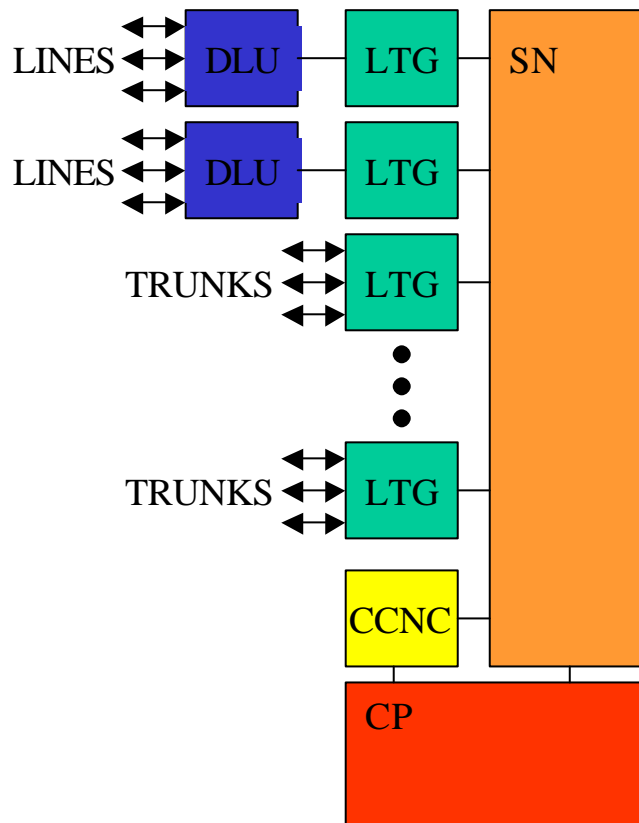 LINES DLU LTG SN
LINES DLU LTG
TRUNKS LTG
TRUNKS LTG
CCNC
CP